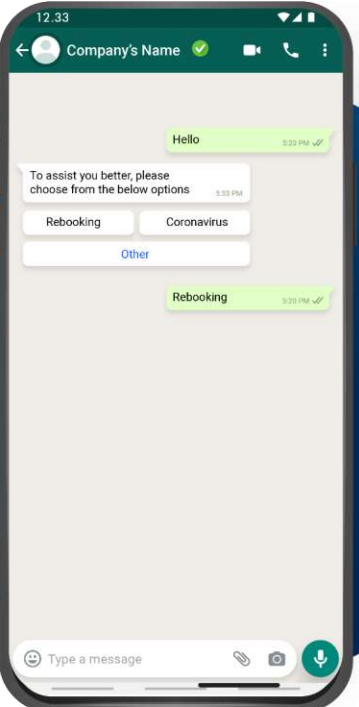 12.33
Company's Name
Hello
5:23 PM
To assist you better, please
choose from the below options
5:33 PM
Rebooking
Coronavirus
Other
Rebooking
5:20 PM
Type a message